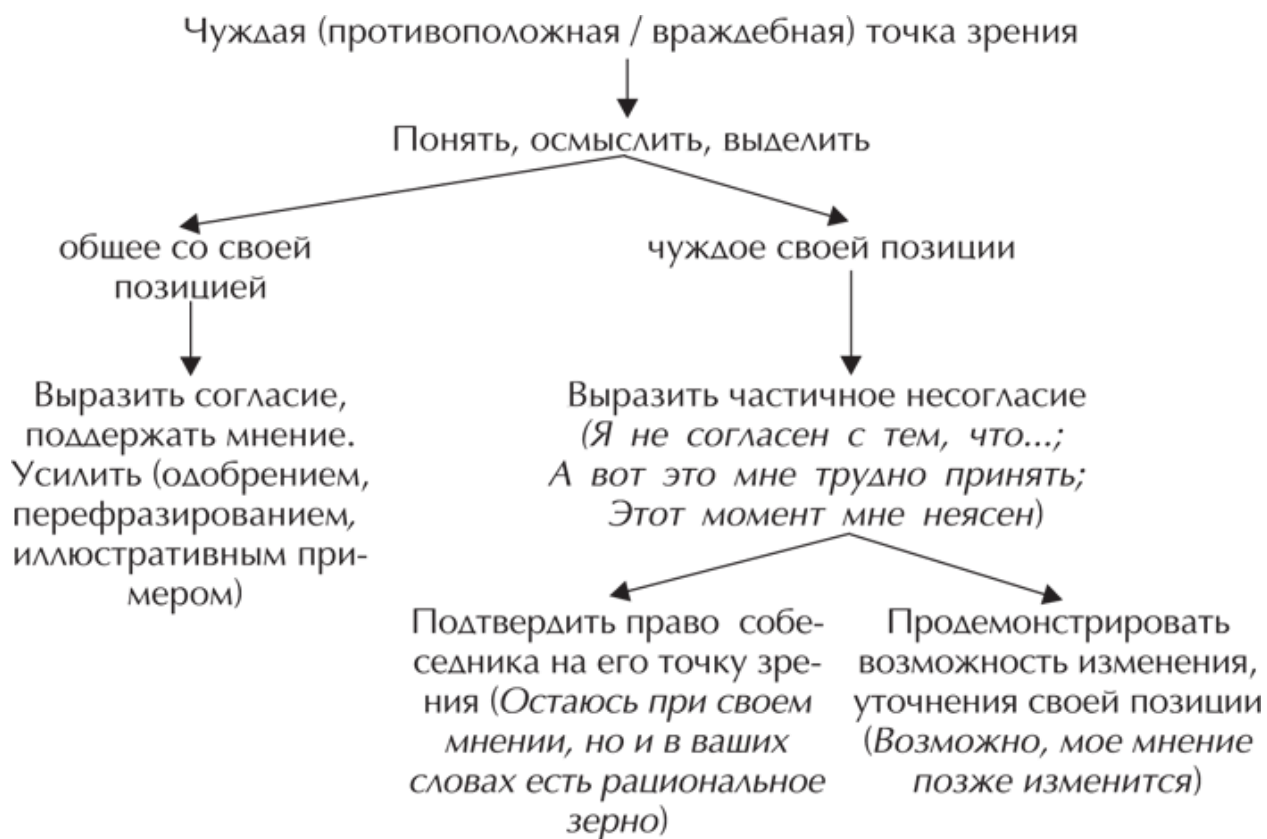 Чуждая (противоположная / враждебная) точка зрения
Понять, осмыслить, выделить
общее со своей
позицией
чуждое своей позиции
Выразить согласие,
поддержать мнение.
Усилить (одобрением,
перефразированием,
иллюстративным при-
мером)
Выразить частичное несогласие
(Я не согласен с тем, что...;
А вот это мне трудно принять;
Этот момент мне неясен)
Подтвердить право собе-
седника на его точку зре-
ния (Остаюсь при своем
мнении, но и в ваших
словах есть рациональное
зерно)
Продемонстрировать
возможность изменения,
уточнения своей позиции
(Возможно, мое мнение
позже изменится)